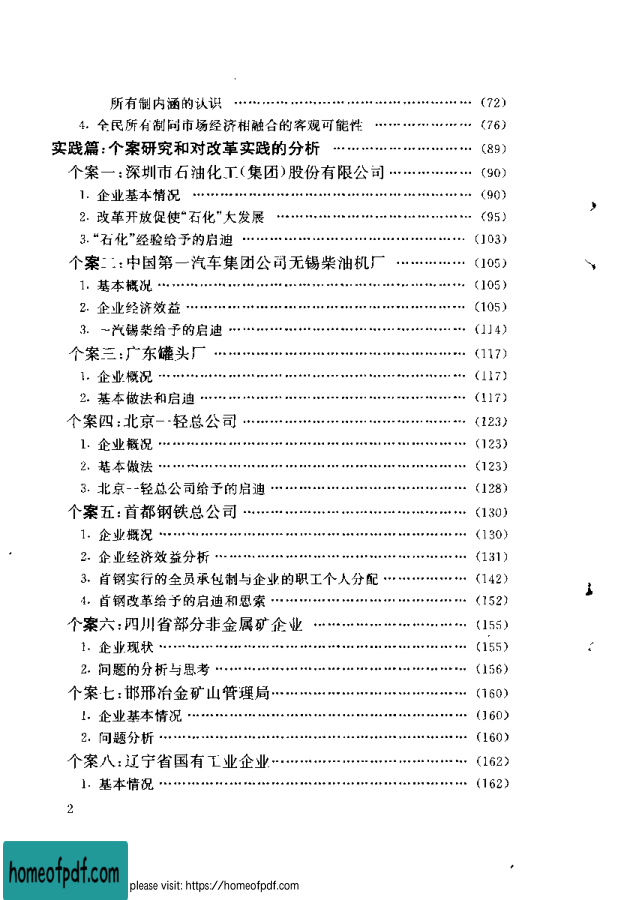 所有制内涵的认识 ……………………………………… (72)
4. 全民所有制同市场经济相融合的客观可能性 ……………… (76)
实践篇:个案研究和对改革实践的分析 ……………………… (89)
个案一:深圳市石油化工(集团)股份有限公司 …………… (90)
1. 企业基本情况 …………………………………………… (90)
2. 改革开放促使“石化”大发展 ……………………………… (95)
3.“石化”经验给予的启迪 …………………………………… (103)
个案二:中国第一汽车集团公司无锡柴油机厂 ………… (105)
1. 基本概况 ………………………………………………… (105)
2. 企业经济效益 …………………………………………… (105)
3. 一汽锡柴给予的启迪 …………………………………… (114)
个案三:广东罐头厂 ………………………………………… (117)
1. 企业概况 ………………………………………………… (117)
2. 基本做法和启迪 ………………………………………… (117)
个案四:北京一轻总公司 …………………………………… (123)
1. 企业概况 ………………………………………………… (123)
2. 基本做法 ………………………………………………… (123)
3. 北京一轻总公司给予的启迪 …………………………… (128)
个案五:首都钢铁总公司 …………………………………… (130)
1. 企业概况 ………………………………………………… (130)
2. 企业经济效益分析 ……………………………………… (131)
3. 首钢实行的全员承包制与企业的职工个人分配 ………… (142)
4. 首钢改革给予的启迪和思索 …………………………… (152)
个案六:四川省部分非金属矿企业 ………………………… (155)
1. 企业现状 ………………………………………………… (155)
2. 问题的分析与思考 ……………………………………… (156)
个案七:邯邢冶金矿山管理局 ……………………………… (160)
1. 企业基本情况 …………………………………………… (160)
2. 问题分析 ………………………………………………… (160)
个案八:辽宁省国有工业企业 ……………………………… (162)
1. 基本情况 ………………………………………………… (162)
2
homeofpdf.com
please visit: https://homeofpdf.com